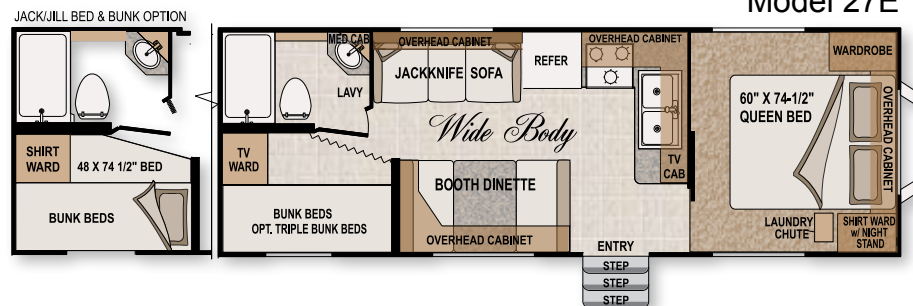 Model 27E
JACK/JILL BED & BUNK OPTION
SHIRT
WARD
48 X 74 1/2" BED
BUNK BEDS
MED CAB
LAVY
TV
WARD
BUNK BEDS
OPT. TRIPLE BUNK BEDS
OVERHEAD CABINET
JACKKNIFE SOFA
REFER
OVERHEAD CABINET
Wide Body
BOOTH DINETTE
OVERHEAD CABINET
TV
CAB
ENTRY
STEP
STEP
STEP
WARDROBE
60" X 74-1/2"
QUEEN BED
OVERHEAD CABINET
LAUNDRY
CHUTE
SHIRT WARD
w/ NIGHT
STAND